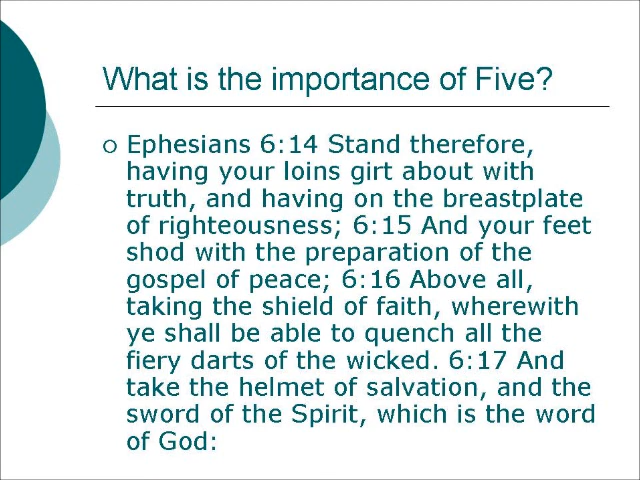 What is the importance of Five?
Ephesians 6:14 Stand therefore,
having your loins girt about with
truth, and having on the breastplate
of righteousness; 6:15 And your feet
shod with the preparation of the
gospel of peace; 6:16 Above all,
taking the shield of faith, wherewith
ye shall be able to quench all the
fiery darts of the wicked. 6:17 And
take the helmet of salvation, and the
sword of the Spirit, which is the word
of God: